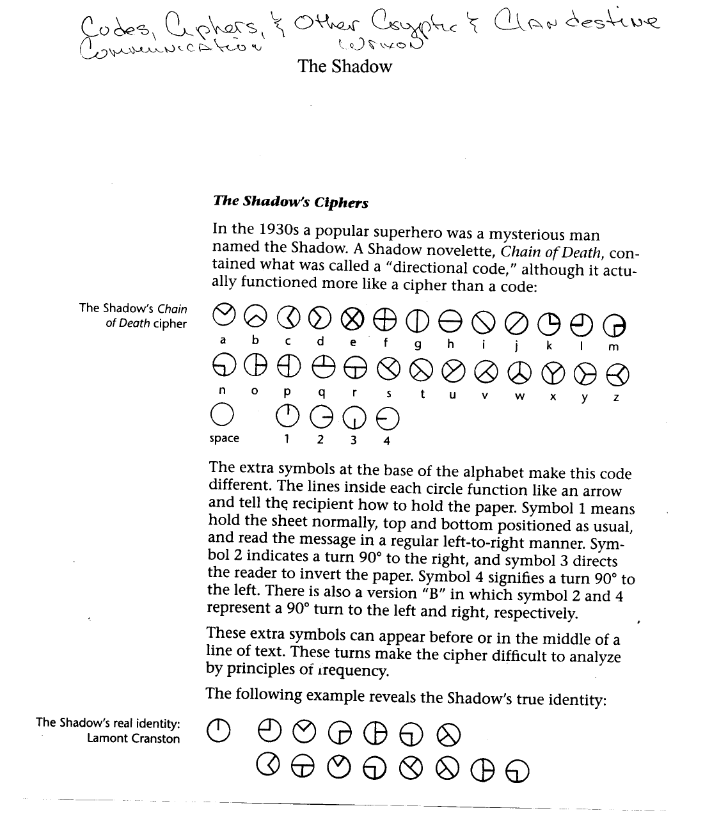 Codes, Ciphers, & Other Cryptic & Clandestine
Communication Wrixon
The Shadow
The Shadow's Ciphers
In the 1930s a popular superhero was a mysterious man
named the Shadow. A Shadow novelette, Chain of Death, con-
tained what was called a “directional code,” although it actu-
ally functioned more like a cipher than a code:
The Shadow's Chain
of Death cipher
a b c d e f g h i j k l m
n o p q r s t u v w x y z
space 1 2 3 4
The extra symbols at the base of the alphabet make this code
different. The lines inside each circle function like an arrow
and tell the recipient how to hold the paper. Symbol 1 means
hold the sheet normally, top and bottom positioned as usual,
and read the message in a regular left-to-right manner. Sym-
bol 2 indicates a turn 90° to the right, and symbol 3 directs
the reader to invert the paper. Symbol 4 signifies a turn 90° to
the left. There is also a version “B” in which symbol 2 and 4
represent a 90° turn to the left and right, respectively.
These extra symbols can appear before or in the middle of a
line of text. These turns make the cipher difficult to analyze
by principles of frequency.
The following example reveals the Shadow's true identity:
The Shadow's real identity:
Lamont Cranston